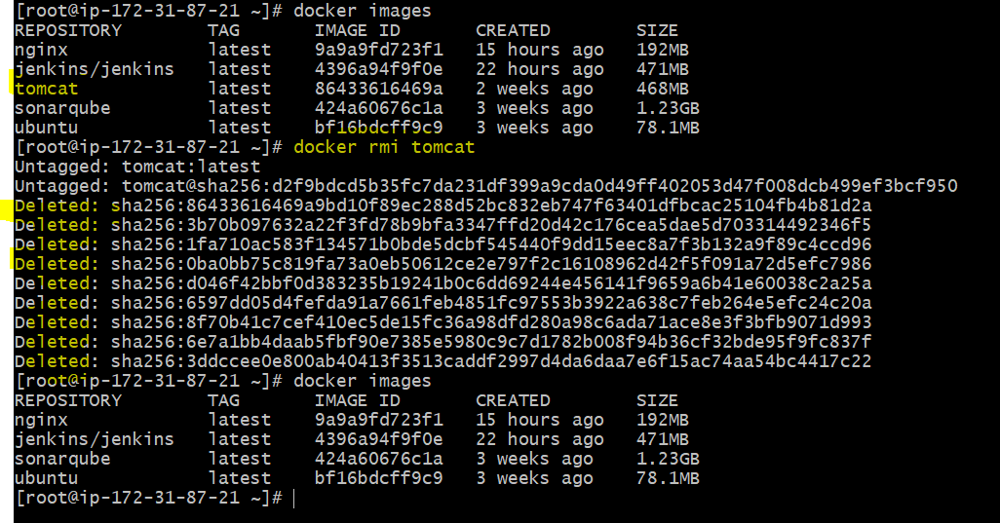 [root@ip-172-31-87-21 ~]# docker images
REPOSITORY TAG IMAGE ID CREATED SIZE
nginx latest 9a9a9fd723f1 15 hours ago 192MB
jenkins/jenkins latest 4396a94f9f0e 22 hours ago 471MB
tomcat latest 86433616469a 2 weeks ago 468MB
sonarqube latest 424a60676c1a 3 weeks ago 1.23GB
ubuntu latest bf16bdcff9c9 3 weeks ago 78.1MB
[root@ip-172-31-87-21 ~]# docker rmi tomcat
Untagged: tomcat:latest
Untagged: tomcat@sha256:d2f9bdcd5b35fc7da231df399a9cda0d49ff402053d47f008dcb499ef3bcf950
Deleted: sha256:86433616469a9bd10f89ec288d52bc832eb747f63401dfbcac25104fb4b81d2a
Deleted: sha256:3b70b097632a22f3fd78b9bfa3347ffd20d42c176cea5dae5d703314492346f5
Deleted: sha256:1fa710ac583f134571b0bde5dcbf545440f9dd15eec8a7f3b132a9f89c4ccd96
Deleted: sha256:0ba0bb75c819fa73a0eb50612ce2e797f2c16108962d42f5f091a72d5efc7986
Deleted: sha256:d046f42bbf0d383235b19241b0c6dd69244e456141f9659a6b41e60038c2a25a
Deleted: sha256:6597dd05d4fefda91a7661feb4851fc97553b3922a638c7feb264e5efc24c20a
Deleted: sha256:8f70b41c7cef410ec5de15fc36a98dfd280a98c6ada71ace8e3f3bfb9071d993
Deleted: sha256:6e7a1bb4daab5fbf90e7385e5980c9c7d1782b008f94b36cf32bde95f9fc837f
Deleted: sha256:3ddccee0e800ab40413f3513caddf2997d4da6daa7e6f15ac74aa54bc4417c22
[root@ip-172-31-87-21 ~]# docker images
REPOSITORY TAG IMAGE ID CREATED SIZE
nginx latest 9a9a9fd723f1 15 hours ago 192MB
jenkins/jenkins latest 4396a94f9f0e 22 hours ago 471MB
sonarqube latest 424a60676c1a 3 weeks ago 1.23GB
ubuntu latest bf16bdcff9c9 3 weeks ago 78.1MB
[root@ip-172-31-87-21 ~]#